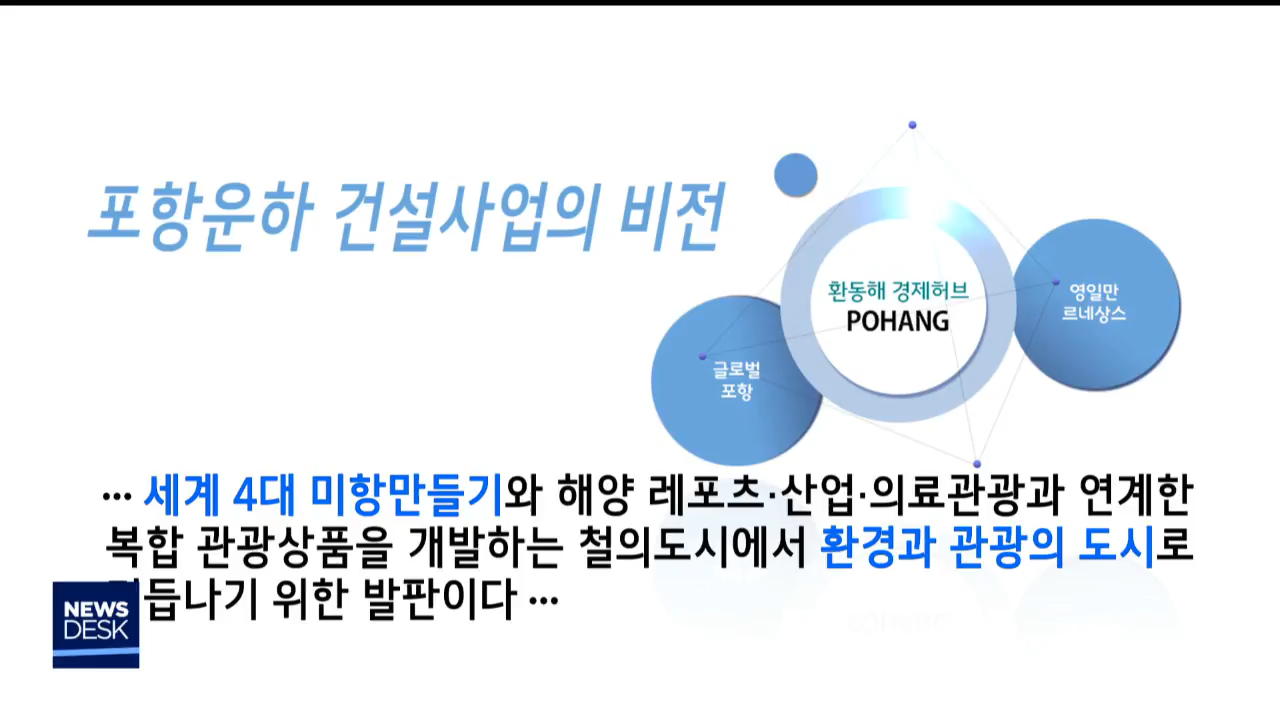 포항운하 건설사업의 비전
환동해 경제허브
POHANG
영일만
르네상스
글로벌
포항
... 세계 4대 미항만들기와 해양 레포츠·산업·의료관광과 연계한
복합 관광상품을 개발하는 철의도시에서 환경과 관광의 도시로
위한 발판이다 ...
NEWS
DESK